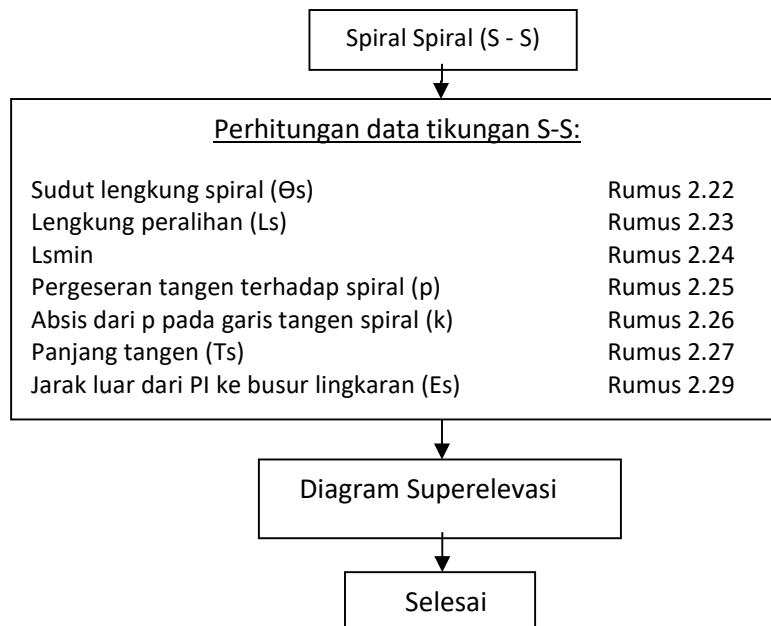 Spiral Spiral (S - S)
Perhitungan data tikungan S-S:
Sudut lengkung spiral (Өs) Rumus 2.22
Lengkung peralihan (Ls) Rumus 2.23
Lsmin Rumus 2.24
Pergeseran tangen terhadap spiral (p) Rumus 2.25
Absis dari p pada garis tangen spiral (k) Rumus 2.26
Panjang tangen (Ts) Rumus 2.27
Jarak luar dari PI ke busur lingkaran (Es) Rumus 2.29
Diagram Superelevasi
Selesai